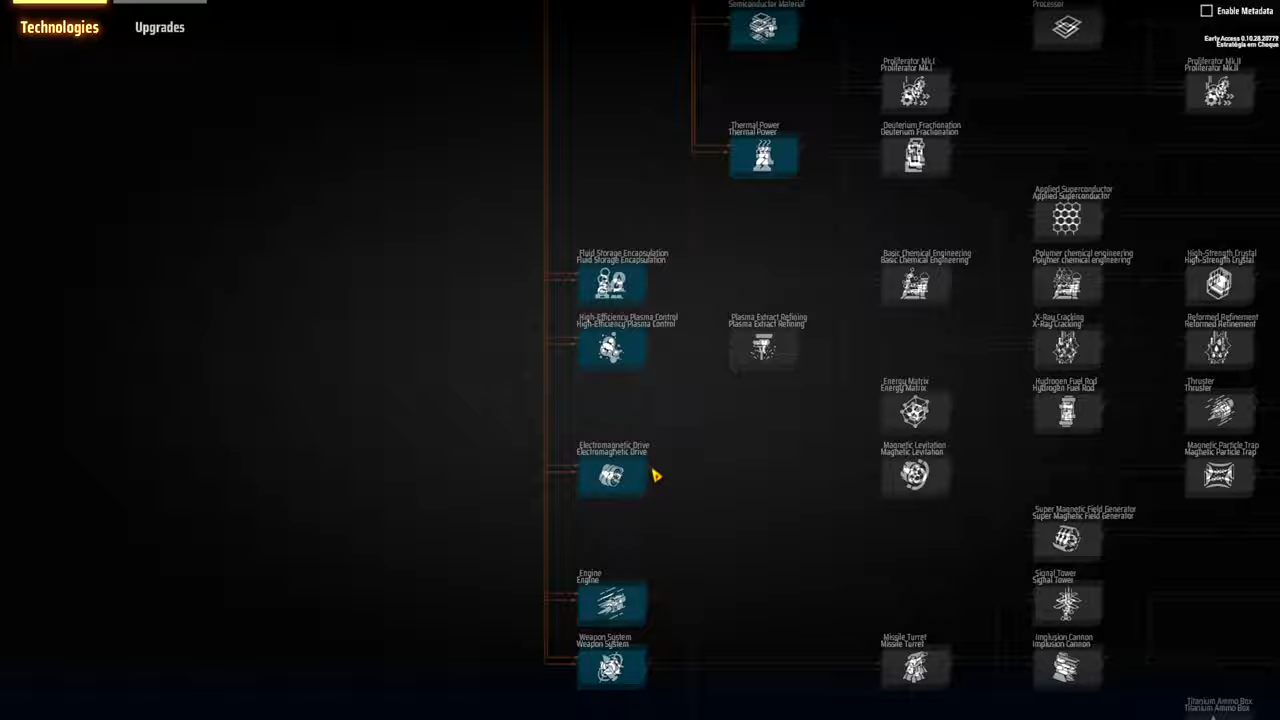 Technologies
Upgrades
Enable Metadata
Early Access 0.10.28.20779
Estratégia em Choque
Semiconductor Material
Processor
Proliferator Mk.I
Proliferator Mk.I
Proliferator Mk.II
Proliferator Mk.II
Thermal Power
Thermal Power
Deuterium Fractionation
Deuterium Fractionation
Applied Superconductor
Applied Superconductor
Fluid Storage Encapsulation
Fluid Storage Encapsulation
Basic Chemical Engineering
Basic Chemical Engineering
Polymer chemical engineering
Polymer chemical engineering
High-Strength Crystal
High-Strength Crystal
High-Efficiency Plasma Control
High-Efficiency Plasma Control
Plasma Extract Refining
Plasma Extract Refining
X-Ray Cracking
X-Ray Cracking
Reformed Refinement
Reformed Refinement
Energy Matrix
Energy Matrix
Hydrogen Fuel Rod
Hydrogen Fuel Rod
Thruster
Thruster
Electromagnetic Drive
Electromagnetic Drive
Magnetic Levitation
Magnetic Levitation
Magnetic Particle Trap
Magnetic Particle Trap
Super Magnetic Field Generator
Super Magnetic Field Generator
Engine
Engine
Signal Tower
Signal Tower
Weapon System
Weapon System
Missile Turret
Missile Turret
Implosion Cannon
Implosion Cannon
Titanium Ammo Box
Titanium Ammo Box